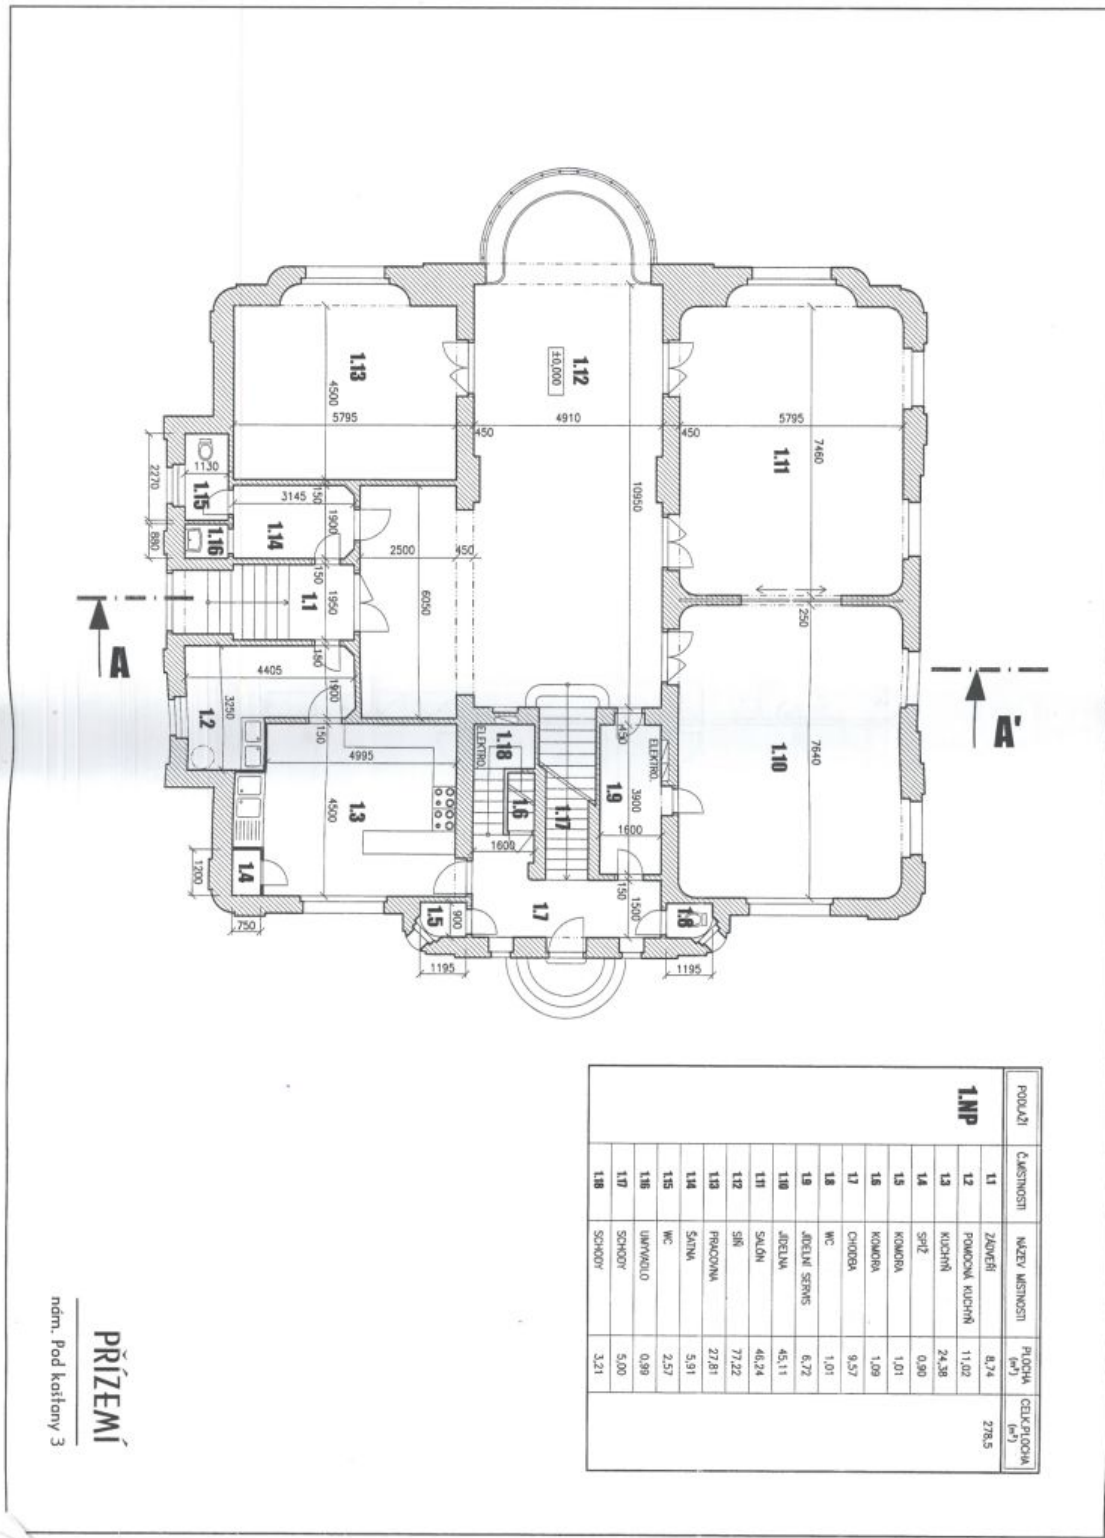 1.13
4500
5795
450
1.12
±0,000
4910
450
10950
1.11
5795
7460
2270
1130
1.15
880
1.16
3145
150
1.14
1900
2500
450
6050
150
1.1
1950
180
A
4405
1.2
3250
1900
150
4995
1.3
4500
1.4
1200
750
250
A'
1.10
7640
ELEKTRO.
1.18
1.6
1600
1.17
450
ELEKTRO.
1.9
3900
1600
150
1500
1.7
1.5
900
1195
1.8
1195
PODLAŽÍ Č.MÍSTNOSTI NÁZEV MÍSTNOSTI PLOCHA (m²) CELK.PLOCHA (m²)
1.NP 1.1 ZÁDVEŘÍ 8,74 278,5
1.2 POMOCNÁ KUCHYŇ 11,02
1.3 KUCHYŇ 24,38
1.4 SPÍŽ 0,90
1.5 KOMORA 1,01
1.6 KOMORA 1,09
1.7 CHODBA 9,57
1.8 WC 1,01
1.9 JÍDELNÍ SERVIS 6,72
1.10 JÍDELNA 45,11
1.11 SALÓN 46,24
1.12 SÍŇ 77,22
1.13 PRACOVNA 27,81
1.14 ŠATNA 5,91
1.15 WC 2,57
1.16 UMYVADLO 0,99
1.17 SCHODY 5,00
1.18 SCHODY 3,21
PŘÍZEMÍ
nám. Pod kaštany 3